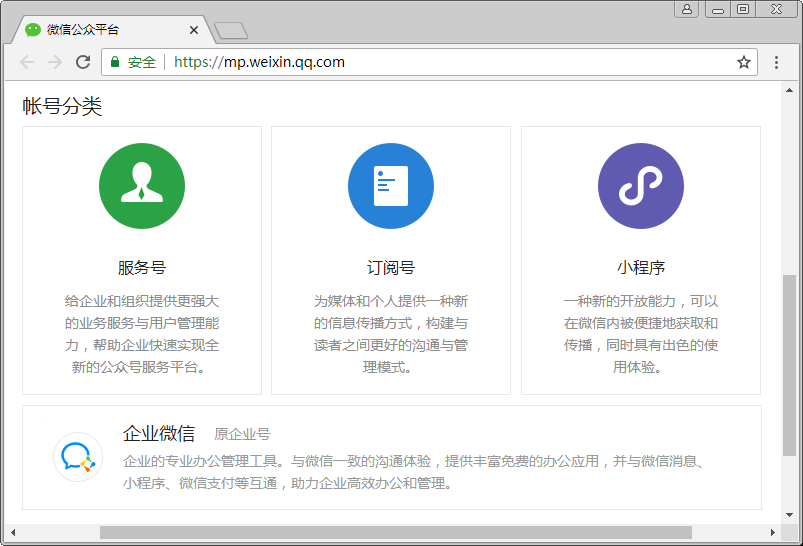 微信公众平台
安全
https://mp.weixin.qq.com
帐号分类
服务号
给企业和组织提供更强大
的业务服务与用户管理能
力，帮助企业快速实现全
新的公众号服务平台。
订阅号
为媒体和个人提供一种新
的信息传播方式，构建与
读者之间更好的沟通与管
理模式。
小程序
一种新的开放能力，可以
在微信内被便捷地获取和
传播，同时具有出色的使
用体验。
企业微信 原企业号
企业的专业办公管理工具。与微信一致的沟通体验，提供丰富免费的办公应用，并与微信消息、
小程序、微信支付等互通，助力企业高效办公和管理。